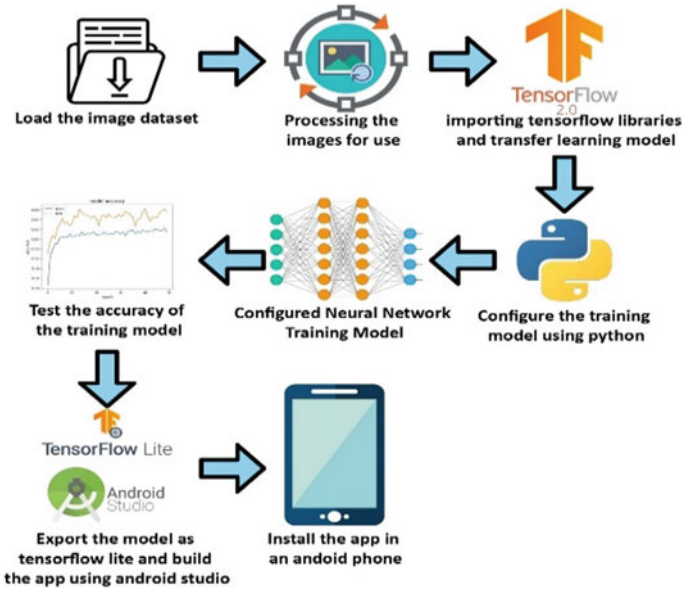 Load the image dataset
Processing the
images for use
TensorFlow
2.0
importing tensorflow libraries
and transfer learning model
model accuracy
Test the accuracy of
the training model
Configured Neural Network
Training Model
Configure the training
model using python
TensorFlow Lite
Android
Studio
Export the model as
tensorflow lite and build
the app using android studio
Install the app in
an andoid phone